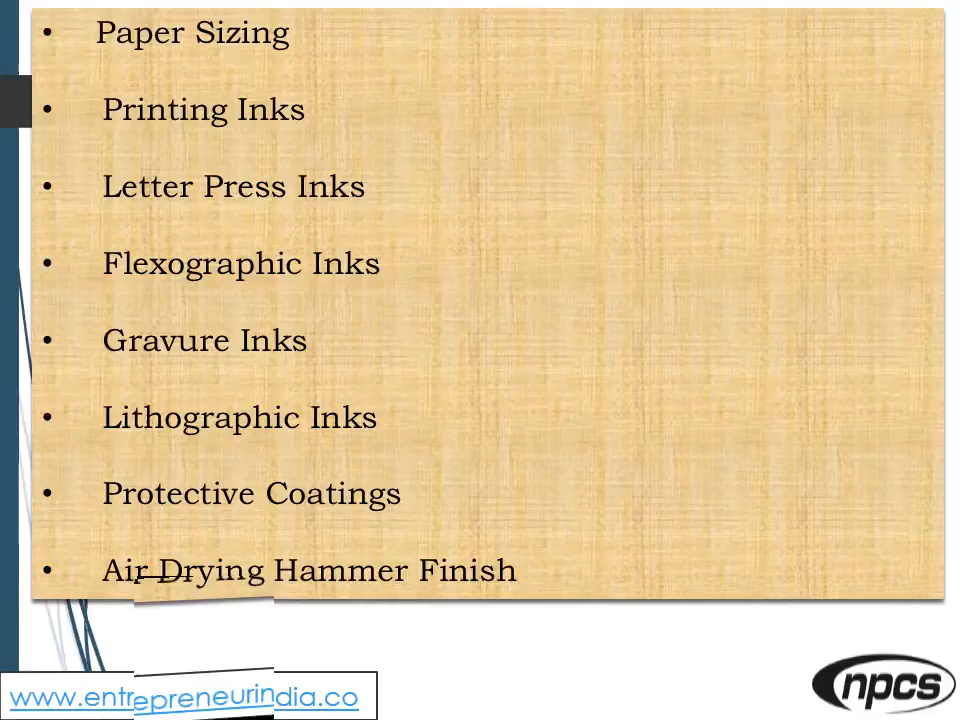 • Paper Sizing
• Printing Inks
• Letter Press Inks
• Flexographic Inks
• Gravure Inks
• Lithographic Inks
• Protective Coatings
• Air Drying Hammer Finish
www.entrepreneurindia.co
npcs